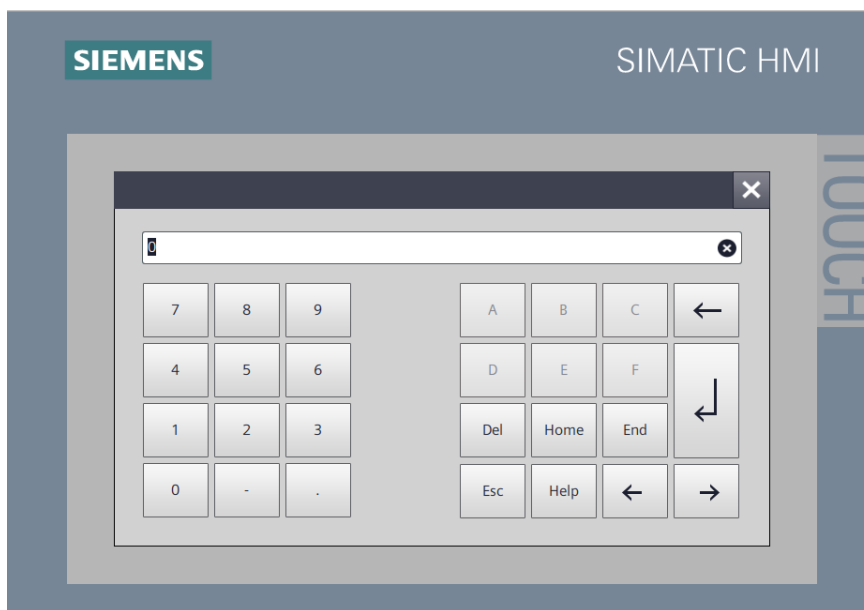 SIEMENS
SIMATIC HMI
TOUCH
0
7 8 9 A B C ←
4 5 6 D E F ↵
1 2 3 Del Home End
0 - . Esc Help ← →